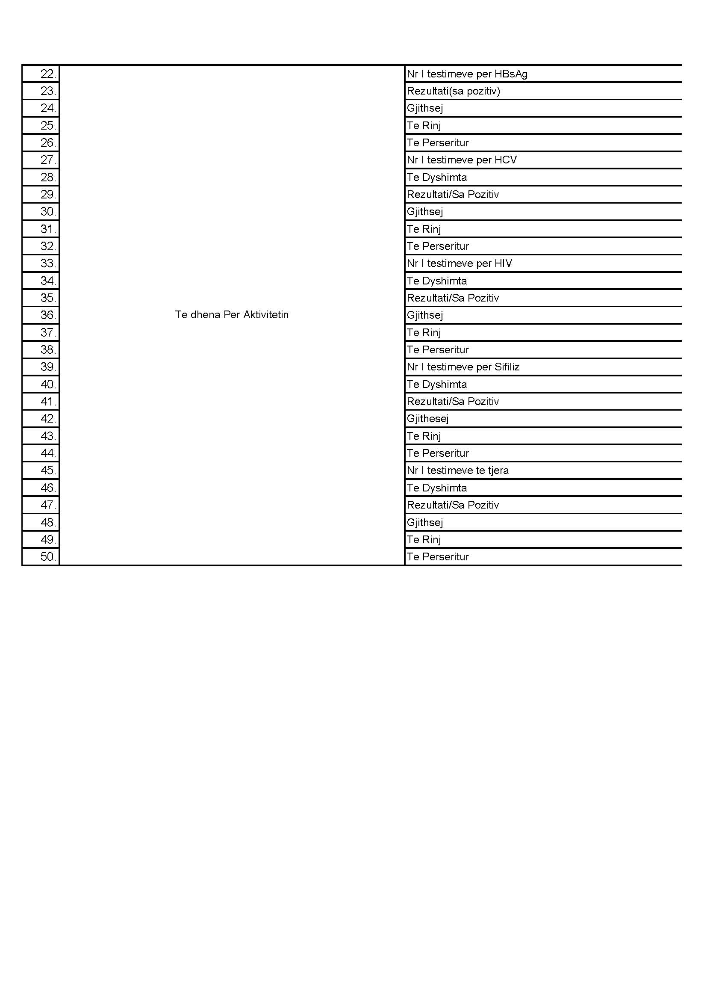 22. Nr I testimeve per HBsAg
23. Rezultati(sa pozitiv)
24. Gjithsej
25. Te Rinj
26. Te Perseritur
27. Nr I testimeve per HCV
28. Te Dyshimta
29. Rezultati/Sa Pozitiv
30. Gjithsej
31. Te Rinj
32. Te Perseritur
33. Nr I testimeve per HIV
34. Te Dyshimta
35. Rezultati/Sa Pozitiv
36. Te dhena Per Aktivitetin Gjithsej
37. Te Rinj
38. Te Perseritur
39. Nr I testimeve per Sifiliz
40. Te Dyshimta
41. Rezultati/Sa Pozitiv
42. Gjithesej
43. Te Rinj
44. Te Perseritur
45. Nr I testimeve te tjera
46. Te Dyshimta
47. Rezultati/Sa Pozitiv
48. Gjithsej
49. Te Rinj
50. Te Perseritur